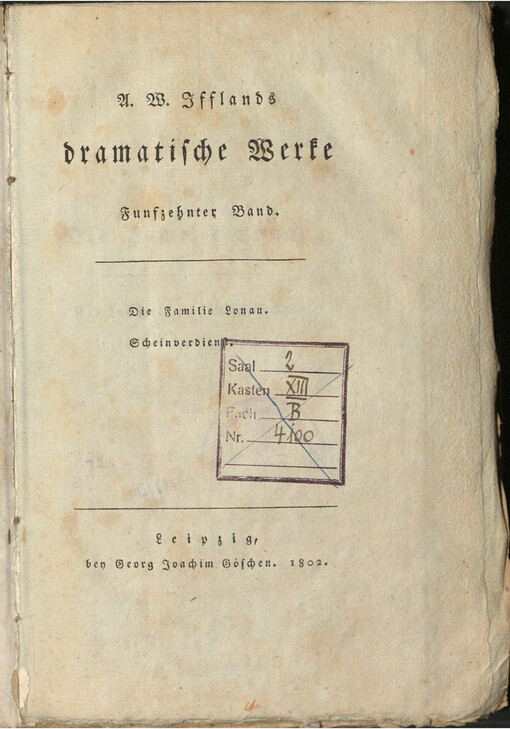 A. W. Ifflands
dramatische Werke
Funfzehnter Band.
Die Familie Lonau.
Scheinverdienst.
Saal 2
Kasten XIII
Fach B
Nr. 4100
Leipzig,
bey Georg Joachim Göschen. 1802.